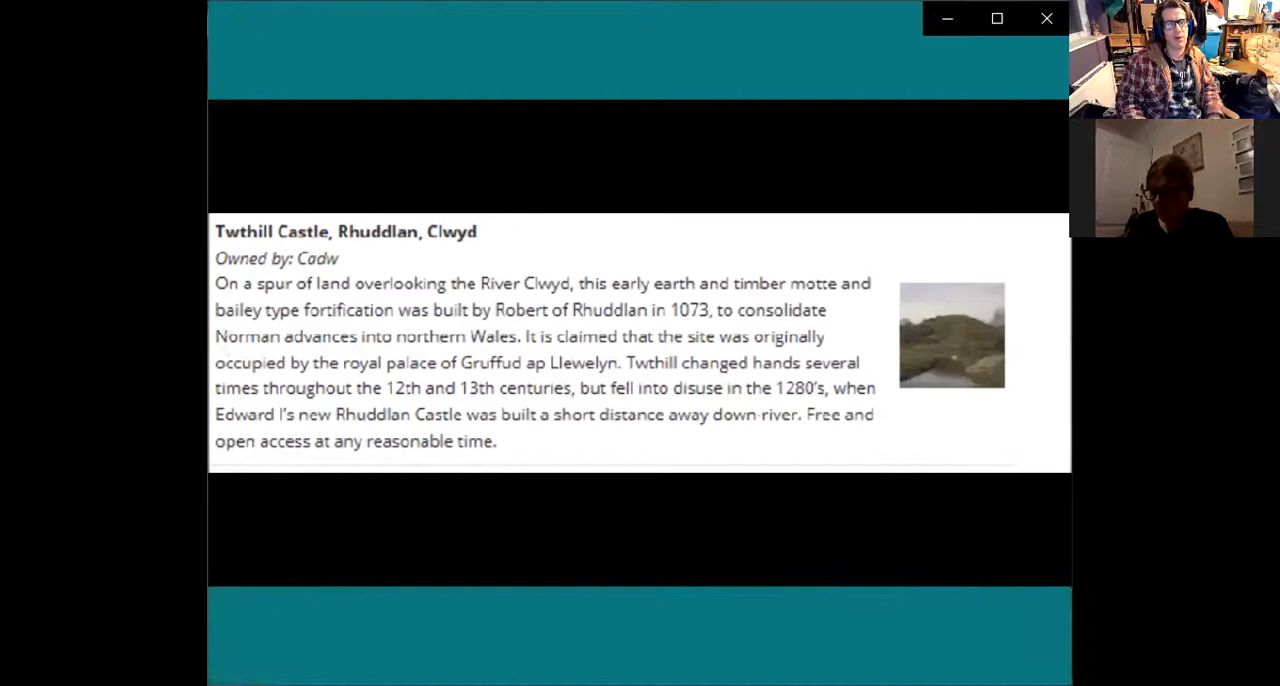 Twthill Castle, Rhuddlan, Clwyd
Owned by: Cadw
On a spur of land overlooking the River Clwyd, this early earth and timber motte and
bailey type fortification was built by Robert of Rhuddlan in 1073, to consolidate
Norman advances into northern Wales. It is claimed that the site was originally
occupied by the royal palace of Gruffud ap Llewelyn. Twthill changed hands several
times throughout the 12th and 13th centuries, but fell into disuse in the 1280's, when
Edward I's new Rhuddlan Castle was built a short distance away down-river. Free and
open access at any reasonable time.